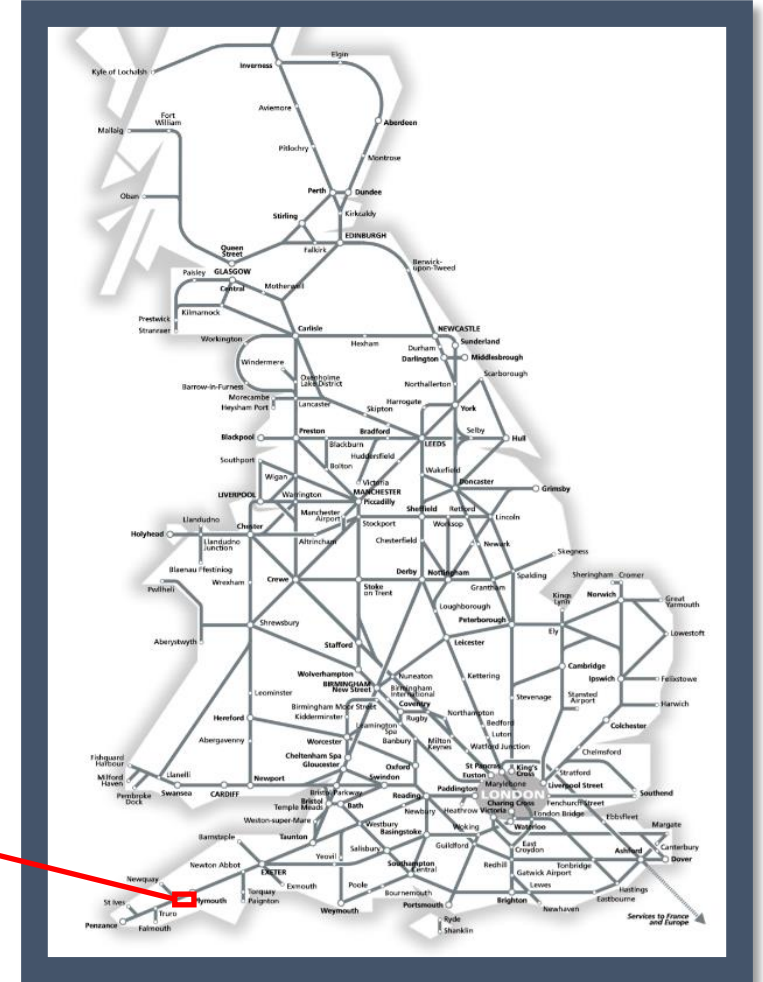 Elgin
Inverness
Kyle of Lochalsh
Aviemore
Fort
William
Aberdeen
Mallaig
Pitlochry
Montrose
Perth
Dundee
Oban
Kirkcaldy
Stirling
EDINBURGH
Queen
Street
Falkirk
Berwick-
upon-Tweed
Paisley
GLASGOW
Central
Motherwell
Kilmarnock
Prestwick
Stranraer
Carlisle
NEWCASTLE
Workington
Hexham
Sunderland
Durham
Darlington
Middlesbrough
Windermere
Scarborough
Oxenholme
Lake District
Barrow-in-Furness
Northallerton
Morecambe
Heysham Port
Lancaster
Harrogate
York
Skipton
Preston
Bradford
Selby
Blackpool
Blackburn
LEEDS
Hull
Huddersfield
Southport
Bolton
Wakefield
Wigan
Victoria
Doncaster
LIVERPOOL
Warrington
MANCHESTER
Piccadilly
Grimsby
Manchester
Airport
Sheffield
Retford
Llandudno
Stockport
Worksop
Lincoln
Chester
Holyhead
Llandudno
Junction
Altrincham
Chesterfield
Newark
Skegness
Blaenau Ffestiniog
Wrexham
Crewe
Derby
Nottingham
Spalding
Sheringham
Cromer
Pwllheli
Stoke
on Trent
Grantham
Kings
Lynn
Norwich
Great
Yarmouth
Loughborough
Shrewsbury
Peterborough
Ely
Lowestoft
Aberystwyth
Stafford
Leicester
Wolverhampton
Cambridge
BIRMINGHAM
New Street
Nuneaton
Kettering
Ipswich
Felixstowe
Birmingham
International
Leominster
Stevenage
Stansted
Airport
Birmingham Moor Street
Coventry
Harwich
Hereford
Kidderminster
Rugby
Northampton
Leamington
Spa
Bedford
Colchester
Abergavenny
Worcester
Banbury
Milton
Keynes
Luton
Watford Junction
Chelmsford
Fishguard
Harbour
Cheltenham Spa
Gloucester
Oxford
St Pancras
Euston
King's
Cross
Stratford
Milford
Haven
Llanelli
Newport
Swindon
Marylebone
Liverpool Street
Pembroke
Dock
Swansea
CARDIFF
Bristol Parkway
Reading
Paddington
LONDON
Southend
Bristol
Temple Meads
Bath
Newbury
Heathrow
Victoria
Charing Cross
Fenchurch Street
London Bridge
Ebbsfleet
Weston-super-Mare
Westbury
Basingstoke
Woking
Waterloo
Margate
Barnstaple
Taunton
Salisbury
Guildford
East
Croydon
Canterbury
Newton Abbot
Yeovil
Southampton
Central
Redhill
Gatwick Airport
Tonbridge
Ashford
Dover
EXETER
Newquay
Exmouth
Poole
Bournemouth
Lewes
Hastings
Eastbourne
St Ives
Plymouth
Torquay
Paignton
Weymouth
Portsmouth
Brighton
Newhaven
Truro
Services to France
and Europe
Penzance
Falmouth
Ryde
Shanklin